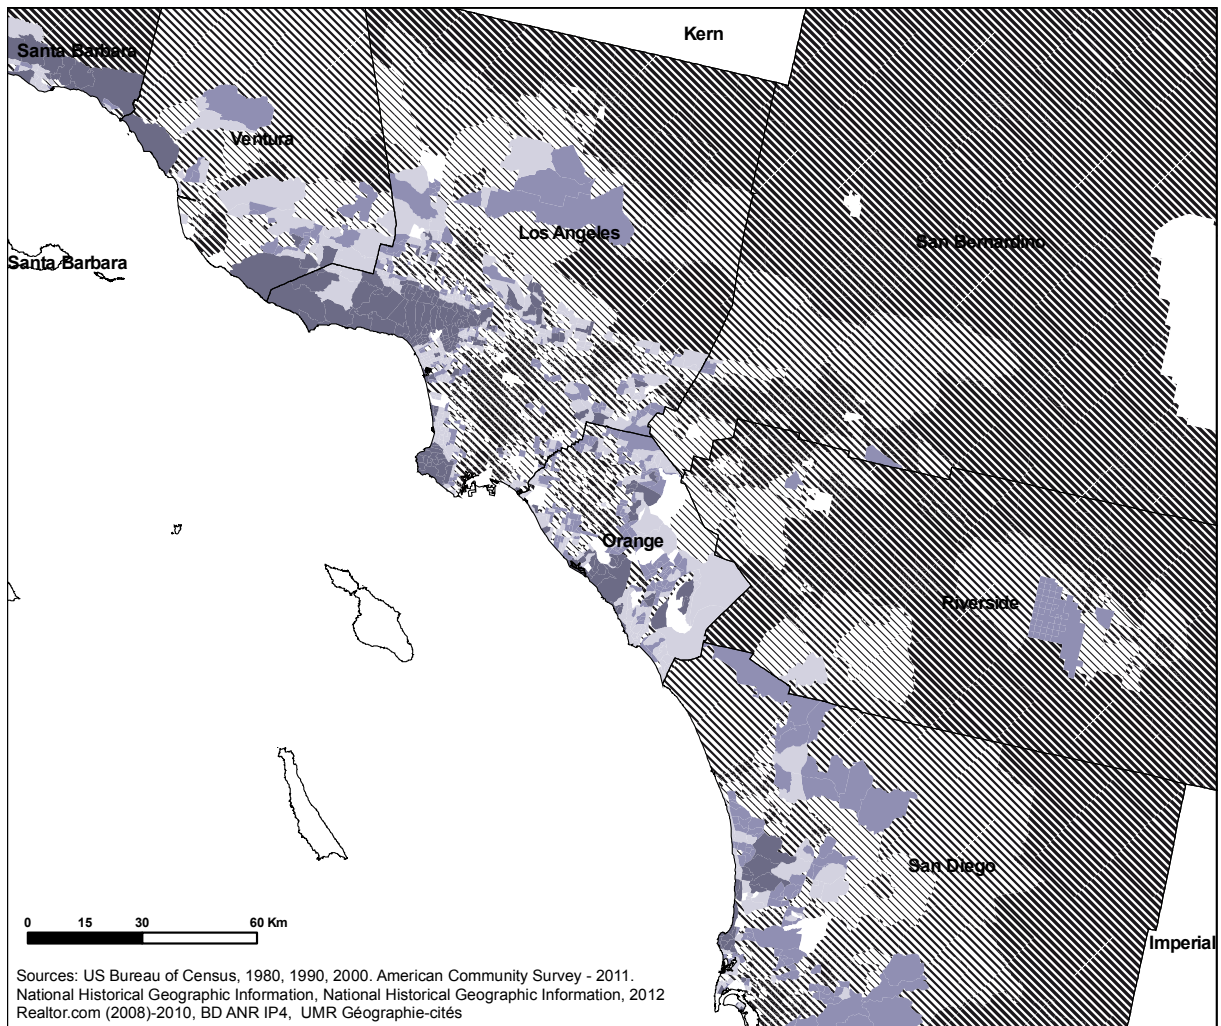 Kern
Santa Barbara
Ventura
Los Angeles
San Bernardino
Santa Barbara
Orange
Riverside
San Diego
Imperial
0 15 30 60 Km
Sources: US Bureau of Census, 1980, 1990, 2000. American Community Survey - 2011.
National Historical Geographic Information, National Historical Geographic Information, 2012
Realtor.com (2008)-2010, BD ANR IP4, UMR Géographie-cités